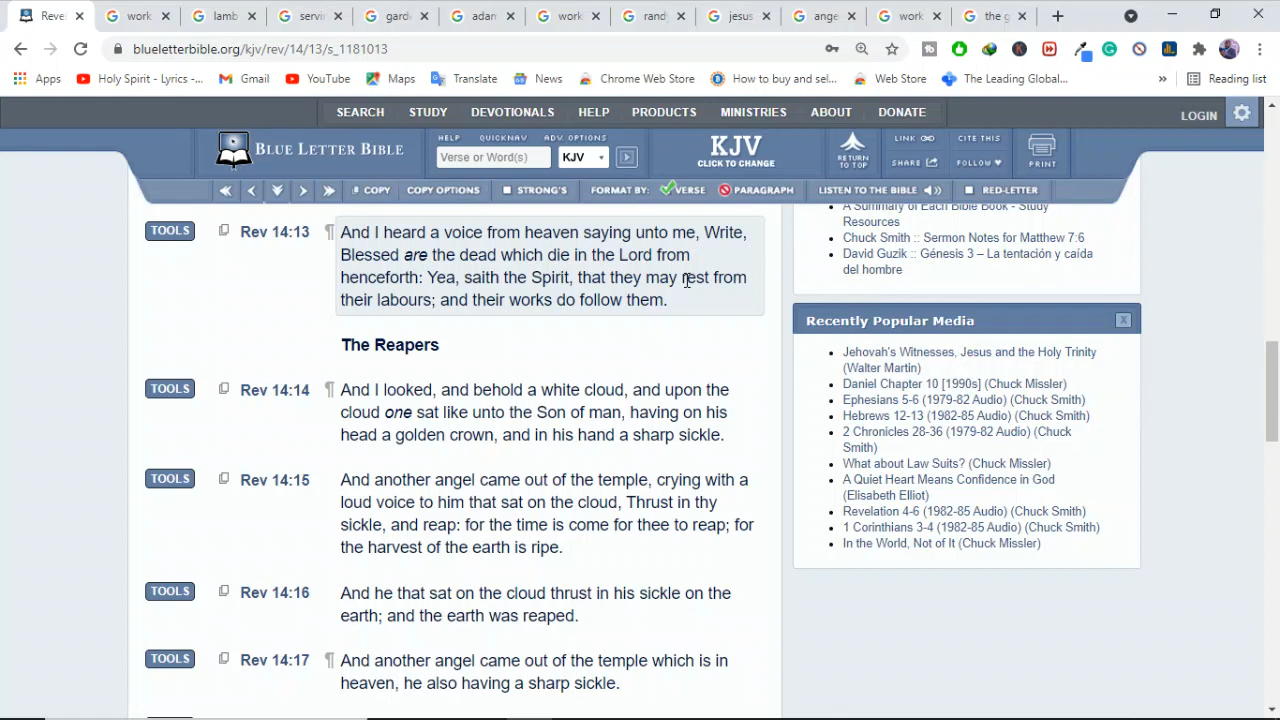 Reve
work
lamb
servi
gard
adam
work
randy
jesus
ange
work
the g
blueletterbible.org/kjv/rev/14/13/s_1181013
Apps
Holy Spirit - Lyrics -...
Gmail
YouTube
Maps
Translate
News
Chrome Web Store
How to buy and sel...
Web Store
The Leading Global...
»
Reading list
SEARCH
STUDY
DEVOTIONALS
HELP
PRODUCTS
MINISTRIES
ABOUT
DONATE
LOGIN
BLUE LETTER BIBLE
HELP QUICKNAV ADV. OPTIONS
Verse or Word(s)
KJV
KJV
CLICK TO CHANGE
RETURN
TO TOP
LINK
SHARE
CITE THIS
FOLLOW
PRINT
COPY
COPY OPTIONS
STRONG'S
FORMAT BY:
VERSE
PARAGRAPH
LISTEN TO THE BIBLE
RED-LETTER
TOOLS
Rev 14:13
¶ And I heard a voice from heaven saying unto me, Write,
Blessed are the dead which die in the Lord from
henceforth: Yea, saith the Spirit, that they may rest from
their labours; and their works do follow them.
The Reapers
TOOLS
Rev 14:14
¶ And I looked, and behold a white cloud, and upon the
cloud one sat like unto the Son of man, having on his
head a golden crown, and in his hand a sharp sickle.
TOOLS
Rev 14:15
And another angel came out of the temple, crying with a
loud voice to him that sat on the cloud, Thrust in thy
sickle, and reap: for the time is come for thee to reap; for
the harvest of the earth is ripe.
TOOLS
Rev 14:16
And he that sat on the cloud thrust in his sickle on the
earth; and the earth was reaped.
TOOLS
Rev 14:17
¶ And another angel came out of the temple which is in
heaven, he also having a sharp sickle.
A Summary of Each Bible Book - Study
Resources
Chuck Smith :: Sermon Notes for Matthew 7:6
David Guzik :: Génesis 3 – La tentación y caída
del hombre
Recently Popular Media
X
Jehovah's Witnesses, Jesus and the Holy Trinity
(Walter Martin)
Daniel Chapter 10 [1990s] (Chuck Missler)
Ephesians 5-6 (1979-82 Audio) (Chuck Smith)
Hebrews 12-13 (1982-85 Audio) (Chuck Smith)
2 Chronicles 28-36 (1979-82 Audio) (Chuck
Smith)
What about Law Suits? (Chuck Missler)
A Quiet Heart Means Confidence in God
(Elisabeth Elliot)
Revelation 4-6 (1982-85 Audio) (Chuck Smith)
1 Corinthians 3-4 (1982-85 Audio) (Chuck Smith)
In the World, Not of It (Chuck Missler)